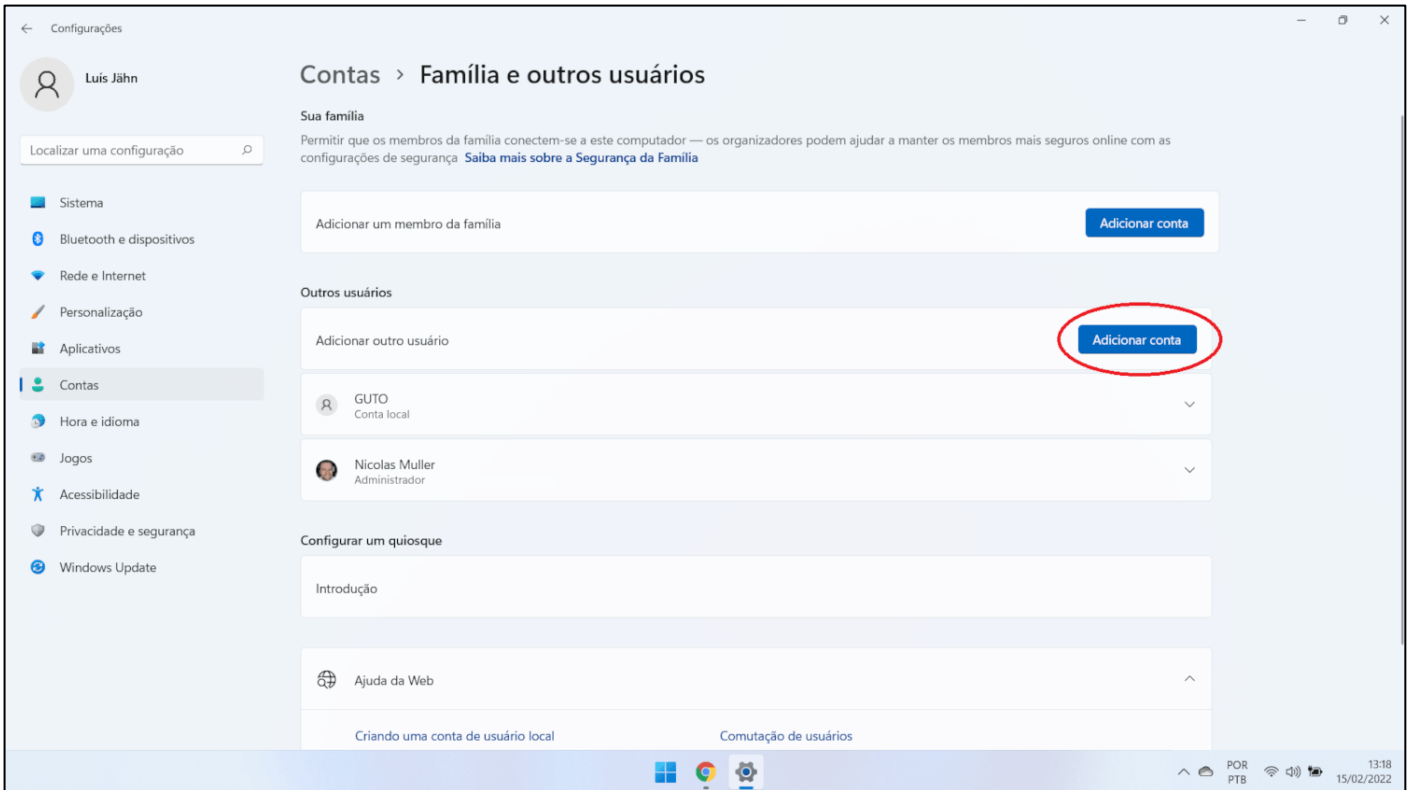 Configurações
Luís Jähn
Localizar uma configuração
Sistema
Bluetooth e dispositivos
Rede e Internet
Personalização
Aplicativos
Contas
Hora e idioma
Jogos
Acessibilidade
Privacidade e segurança
Windows Update
Contas > Família e outros usuários
Sua família
Permitir que os membros da família conectem-se a este computador — os organizadores podem ajudar a manter os membros mais seguros online com as
configurações de segurança Saiba mais sobre a Segurança da Família
Adicionar um membro da família
Adicionar conta
Outros usuários
Adicionar outro usuário
Adicionar conta
GUTO
Conta local
Nicolas Muller
Administrador
Configurar um quiosque
Introdução
Ajuda da Web
Criando uma conta de usuário local
Comutação de usuários
POR
PTB
13:18
15/02/2022